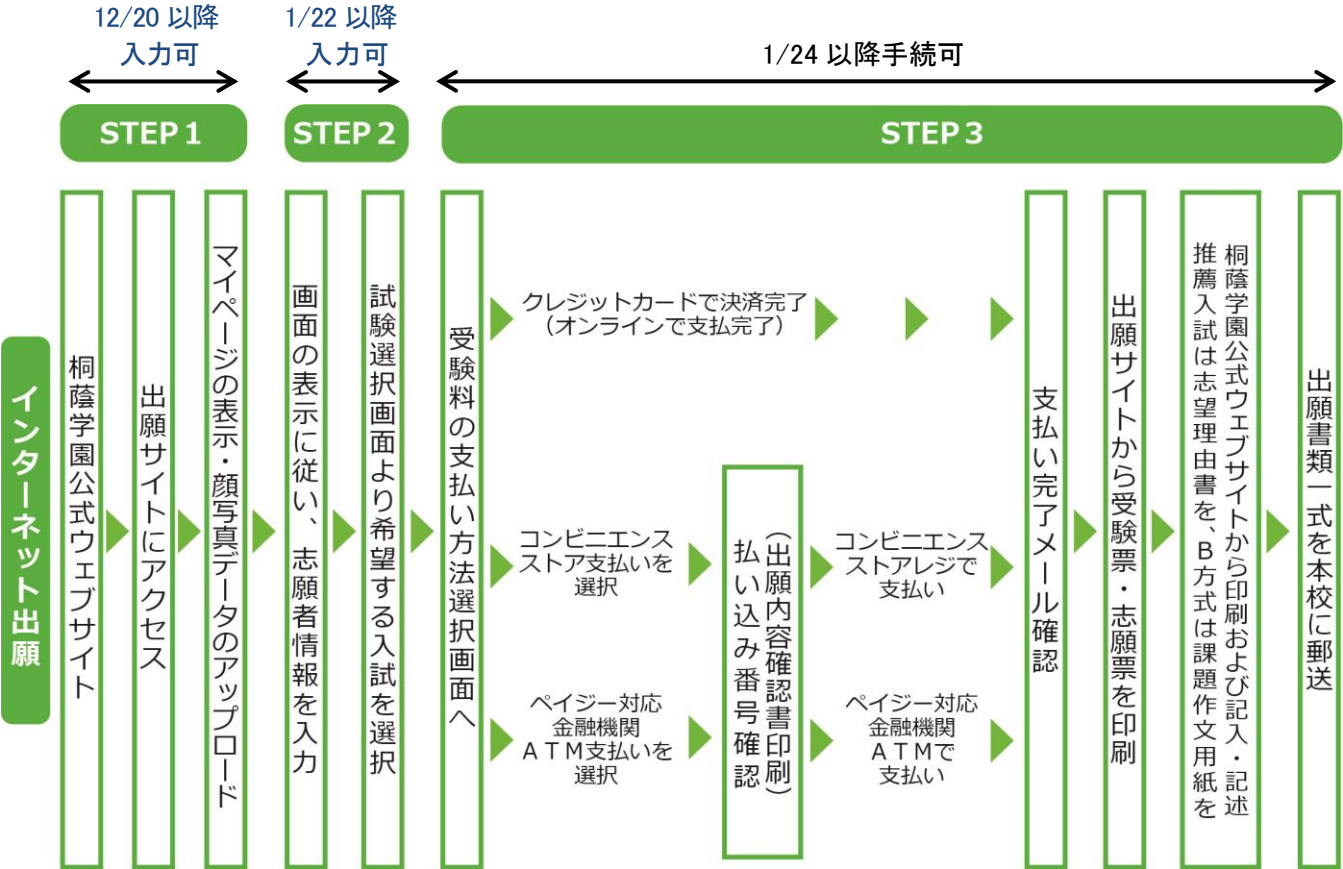 12/20 以降
入力可
1/22 以降
入力可
1/24 以降手続可
STEP1
STEP2
STEP3
インターネット出願
桐蔭学園公式ウェブサイト
出願サイトにアクセス
マイページの表示・顔写真データのアップロード
画面の表示に従い、志願者情報を入力
試験選択画面より希望する入試を選択
受験料の支払い方法選択画面へ
クレジットカードで決済完了
（オンラインで支払完了）
コンビニエンス
ストア支払いを
選択
ペイジー対応
金融機関
ＡＴＭ支払いを
選択
（出願内容確認書印刷）
払い込み番号確認
コンビニエンス
ストアレジで
支払い
ペイジー対応
金融機関
ＡＴＭで
支払い
支払い完了メール確認
出願サイトから受験票・志願票を印刷
桐蔭学園公式ウェブサイトから印刷および記入・記述
推薦入試は志望理由書を、Ｂ方式は課題作文用紙を
出願書類一式を本校に郵送